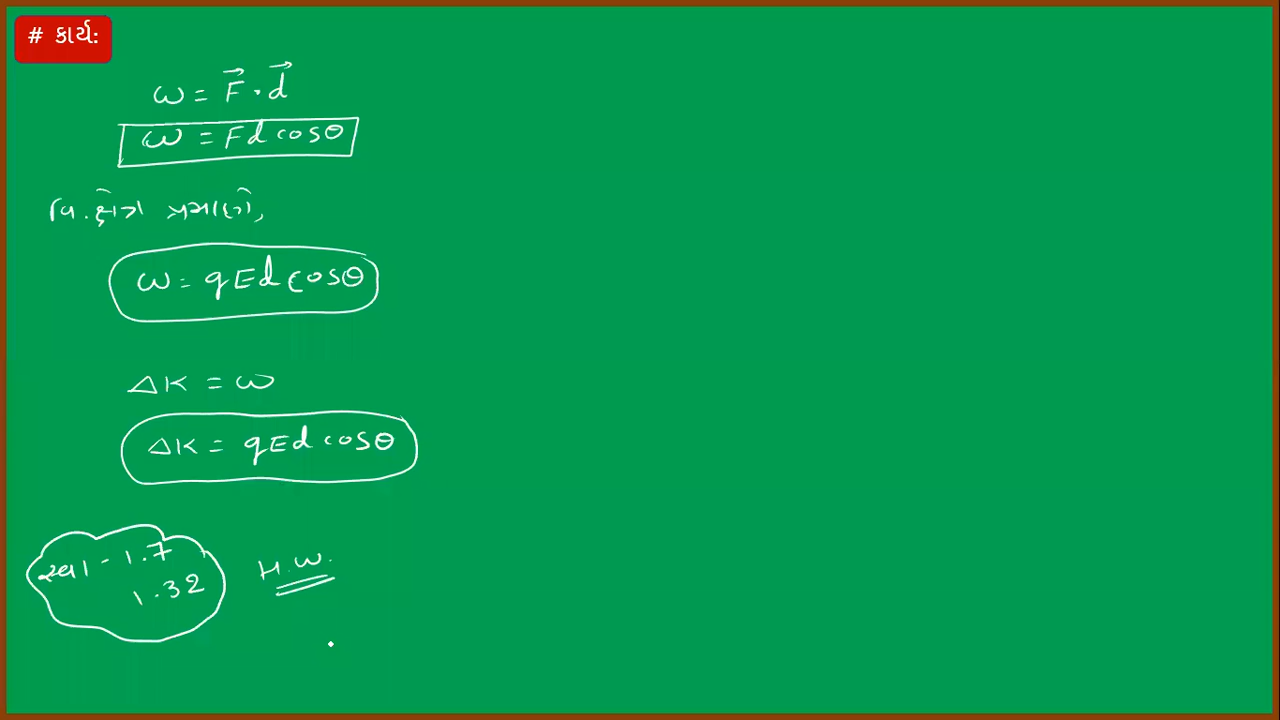 # કાર્ય:
ω = F⃗ · d⃗
ω = Fd cosθ
વિ.ક્ષેત્ર પ્રમાણે,
ω = qEd cosθ
ΔK = ω
ΔK = qEd cosθ
સ્વા - 1.7
1.32
H.W.